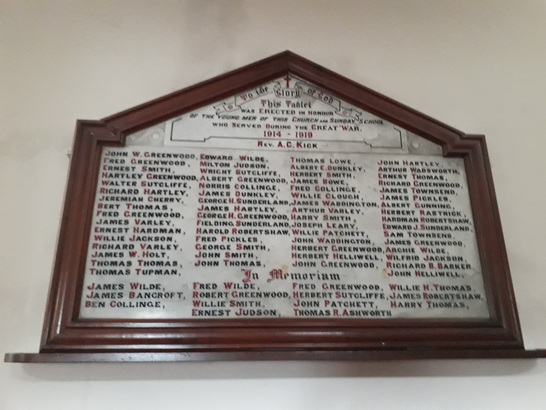 To the Glory of God
This Tablet
WAS ERECTED IN HONOUR
OF THE YOUNG MEN OF THIS CHURCH AND SUNDAY SCHOOL
WHO SERVED DURING THE GREAT WAR.
1914 - 1919
REV. A.C. KICK
JOHN W. GREENWOOD, EDWARD WILDE, THOMAS LOWE, JOHN HARTLEY,
FRED GREENWOOD, MILTON JUDSON, ALBERT E. DUNKLEY, ARTHUR WADSWORTH,
ERNEST SMITH, WRIGHT SUTCLIFFE, HERBERT SMITH, ERNEST THOMAS,
HARTLEY GREENWOOD, ALBERT GREENWOOD, JAMES BOWE, RICHARD GREENWOOD,
WALTER SUTCLIFFE, NORRIS COLLINGE, FRED COLLINGE, JAMES TOWNSEND,
RICHARD HARTLEY, JAMES DUNKLEY, WILLIE CLOUGH, JAMES PICKLES,
JEREMIAH CHERRY, GEORGE H. SUNDERLAND, JAMES WADDINGTON, ALBERT GUNNING,
BERT THOMAS, JAMES HARTLEY, ARTHUR VARLEY, HERBERT
FRED GREENWOOD, GEORGE H. GREENWOOD, HARRY SMITH, HARDMAN ROBERTSHAW,
JAMES VARLEY, FIELDING SUNDERLAND, JOSEPH LEARY, EDWARD J. SUNDERLAND,
ERNEST HARDMAN, HAROLD ROBERTSHAW, WILLIE PATCHETT, SAM TOWNSEND,
WILLIE JACKSON, FRED PICKLES, JOHN WADDINGTON, JAMES GREENWOOD,
RICHARD VARLEY, GEORGE SMITH, HERBERT GREENWOOD, ARCHIE WILDE,
JAMES W. HOLT, JOHN SMITH, HERBERT HELLIWELL, WILFRID JACKSON,
THOMAS THOMAS, JOHN THOMAS, JOHN GREENWOOD, RICHARD B. BARKER,
THOMAS TUPMAN, JOHN HELLIWELL,
In Memoriam
JAMES WILDE, FRED WILDE, FRED GREENWOOD, WILLIE H. THOMAS,
JAMES BANCROFT, ROBERT GREENWOOD, HERBERT SUTCLIFFE, JAMES ROBERTSHAW,
BEN COLLINGE, WILLIE SMITH, JOHN PATCHETT, HARRY THOMAS,
ERNEST JUDSON, THOMAS R. ASHWORTH